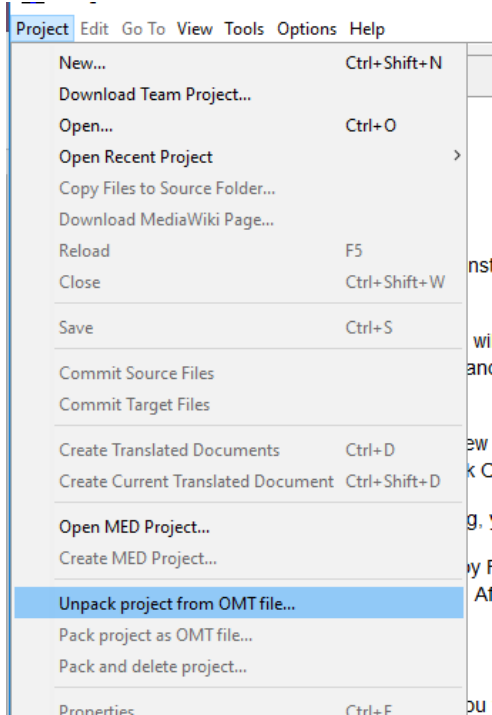 Project Edit Go To View Tools Options Help
New... Ctrl+Shift+N
Download Team Project...
Open... Ctrl+O
Open Recent Project
Copy Files to Source Folder...
Download MediaWiki Page...
Reload F5
Close Ctrl+Shift+W
Save Ctrl+S
Commit Source Files
Commit Target Files
Create Translated Documents Ctrl+D
Create Current Translated Document Ctrl+Shift+D
Open MED Project...
Create MED Project...
Unpack project from OMT file...
Pack project as OMT file...
Pack and delete project...
Properties Ctrl+E